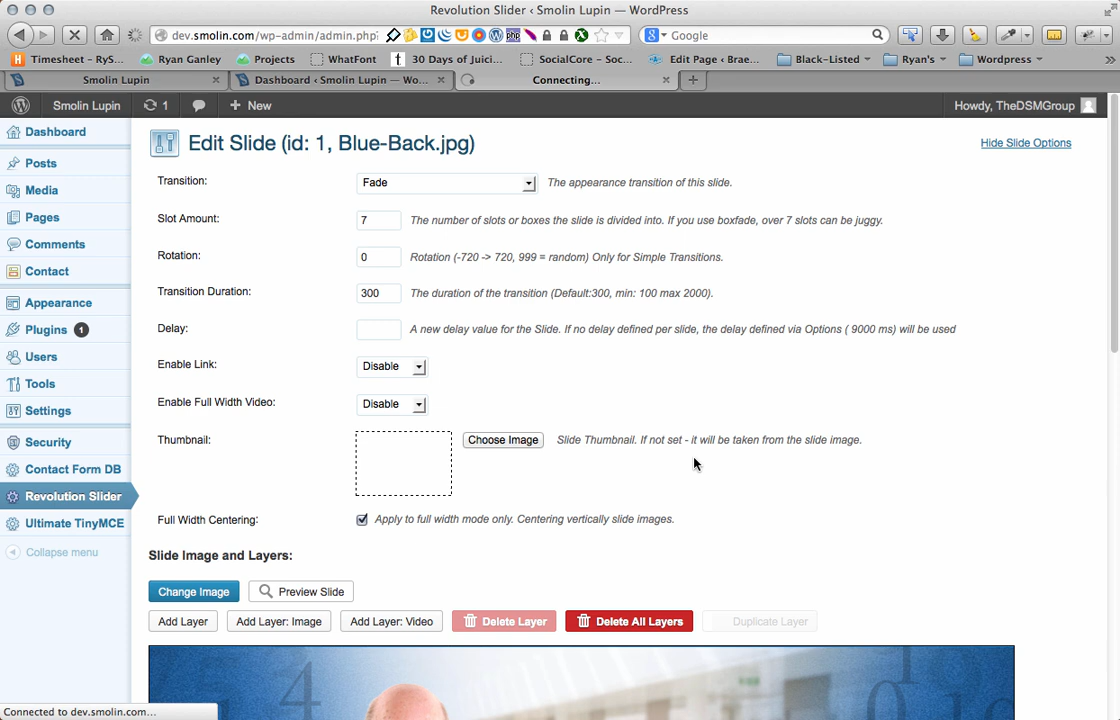 Revolution Slider ‹ Smolin Lupin — WordPress
dev.smolin.com/wp-admin/admin.php?
php
Google
Timesheet – RyS...
Ryan Ganley
Projects
WhatFont
30 Days of Juici...
SocialCore - Soc...
Edit Page ‹ Brae...
Black-Listed
Ryan's
Wordpress
Smolin Lupin
Dashboard ‹ Smolin Lupin — Wo...
Connecting...
Smolin Lupin
1
New
Howdy, TheDSMGroup
Dashboard
Posts
Media
Pages
Comments
Contact
Appearance
Plugins 1
Users
Tools
Settings
Security
Contact Form DB
Revolution Slider
Ultimate TinyMCE
Collapse menu
Edit Slide (id: 1, Blue-Back.jpg)
Hide Slide Options
Transition: Fade The appearance transition of this slide.
Slot Amount: 7 The number of slots or boxes the slide is divided into. If you use boxfade, over 7 slots can be juggy.
Rotation: 0 Rotation (-720 -> 720, 999 = random) Only for Simple Transitions.
Transition Duration: 300 The duration of the transition (Default:300, min: 100 max 2000).
Delay: A new delay value for the Slide. If no delay defined per slide, the delay defined via Options ( 9000 ms) will be used
Enable Link: Disable
Enable Full Width Video: Disable
Thumbnail: Choose Image Slide Thumbnail. If not set - it will be taken from the slide image.
Full Width Centering: Apply to full width mode only. Centering vertically slide images.
Slide Image and Layers:
Change Image Preview Slide
Add Layer Add Layer: Image Add Layer: Video Delete Layer Delete All Layers Duplicate Layer
4
0
Connected to dev.smolin.com...